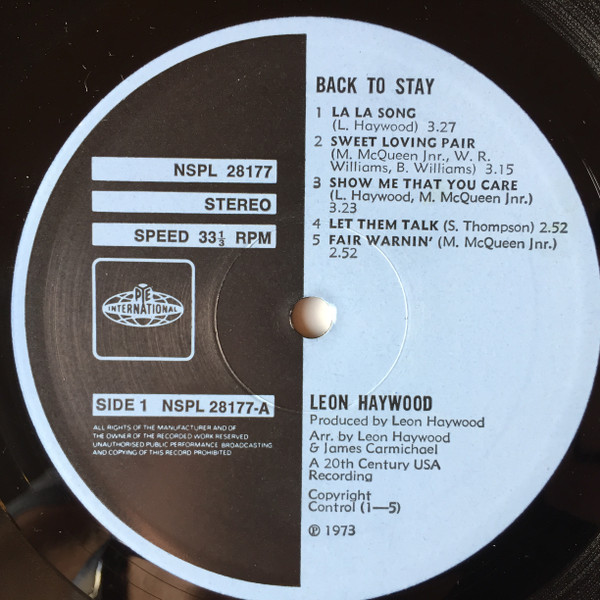 BACK TO STAY
1 LA LA SONG
(L. Haywood) 3.27
2 SWEET LOVING PAIR
(M. McQueen Jnr., W. R.
Williams, B. Williams) 3.15
3 SHOW ME THAT YOU CARE
(L. Haywood, M. McQueen Jnr.)
3.23
4 LET THEM TALK (S. Thompson) 2.52
5 FAIR WARNIN' (M. McQueen Jnr.)
2.52
NSPL 28177
STEREO
SPEED 33⅓ RPM
PYE
INTERNATIONAL
SIDE 1 NSPL 28177-A
ALL RIGHTS OF THE MANUFACTURER AND OF
THE OWNER OF THE RECORDED WORK RESERVED
UNAUTHORISED PUBLIC PERFORMANCE BROADCASTING
AND COPYING OF THIS RECORD PROHIBITED
LEON HAYWOOD
Produced by Leon Haywood
Arr. by Leon Haywood
& James Carmichael
A 20th Century USA
Recording
Copyright
Control (1—5)
℗ 1973